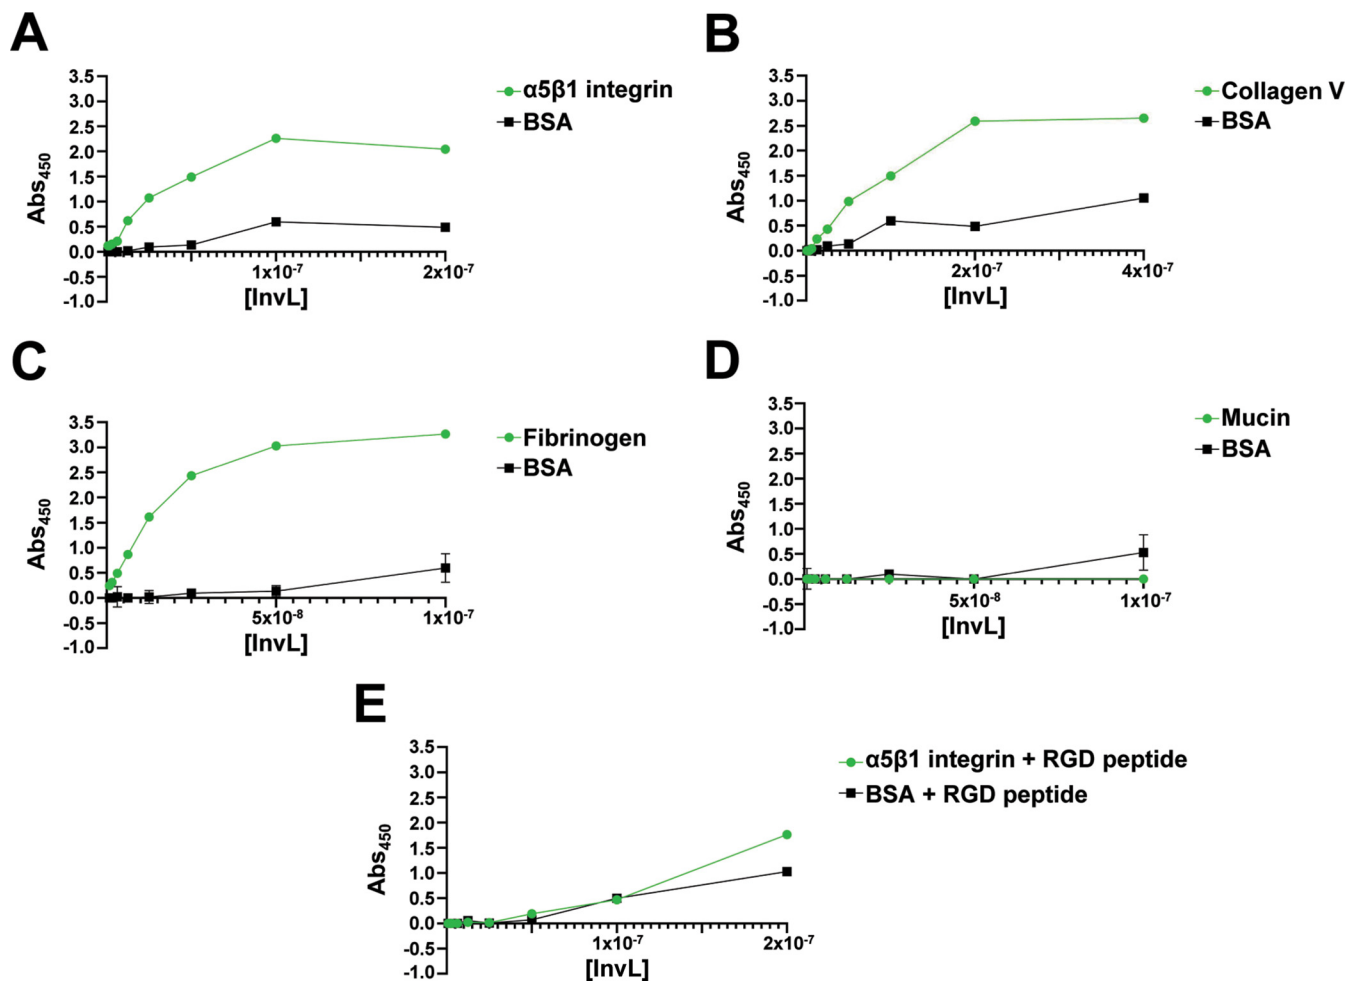 A
3.5
3.0
2.5
2.0
1.5
1.0
0.5
0.0
-0.5
-1.0
Abs450
1x10-7
2x10-7
[InvL]
α5β1 integrin
BSA
B
3.5
3.0
2.5
2.0
1.5
1.0
0.5
0.0
-0.5
-1.0
Abs450
2x10-7
4x10-7
[InvL]
Collagen V
BSA
C
3.5
3.0
2.5
2.0
1.5
1.0
0.5
0.0
-0.5
-1.0
Abs450
5x10-8
1x10-7
[InvL]
Fibrinogen
BSA
D
3.5
3.0
2.5
2.0
1.5
1.0
0.5
0.0
-0.5
-1.0
Abs450
5x10-8
1x10-7
[InvL]
Mucin
BSA
E
3.5
3.0
2.5
2.0
1.5
1.0
0.5
0.0
-0.5
-1.0
Abs450
1x10-7
2x10-7
[InvL]
α5β1 integrin + RGD peptide
BSA + RGD peptide